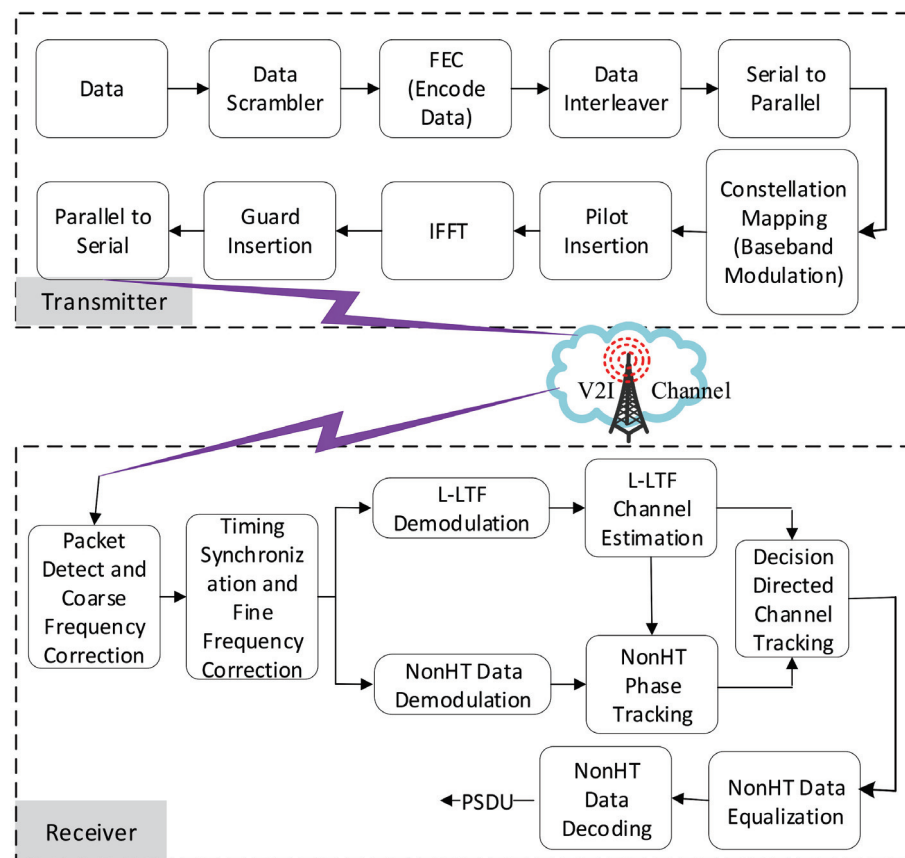 Data
Data
Scrambler
FEC
(Encode
Data)
Data
Interleaver
Serial to
Parallel
Constellation
Mapping
(Baseband
Modulation)
Pilot
Insertion
IFFT
Guard
Insertion
Parallel to
Serial
Transmitter
V2I Channel
Packet
Detect and
Coarse
Frequency
Correction
Timing
Synchroniz
ation and
Fine
Frequency
Correction
L-LTF
Demodulation
L-LTF
Channel
Estimation
NonHT Data
Demodulation
NonHT
Phase
Tracking
Decision
Directed
Channel
Tracking
NonHT Data
Equalization
NonHT
Data
Decoding
PSDU
Receiver